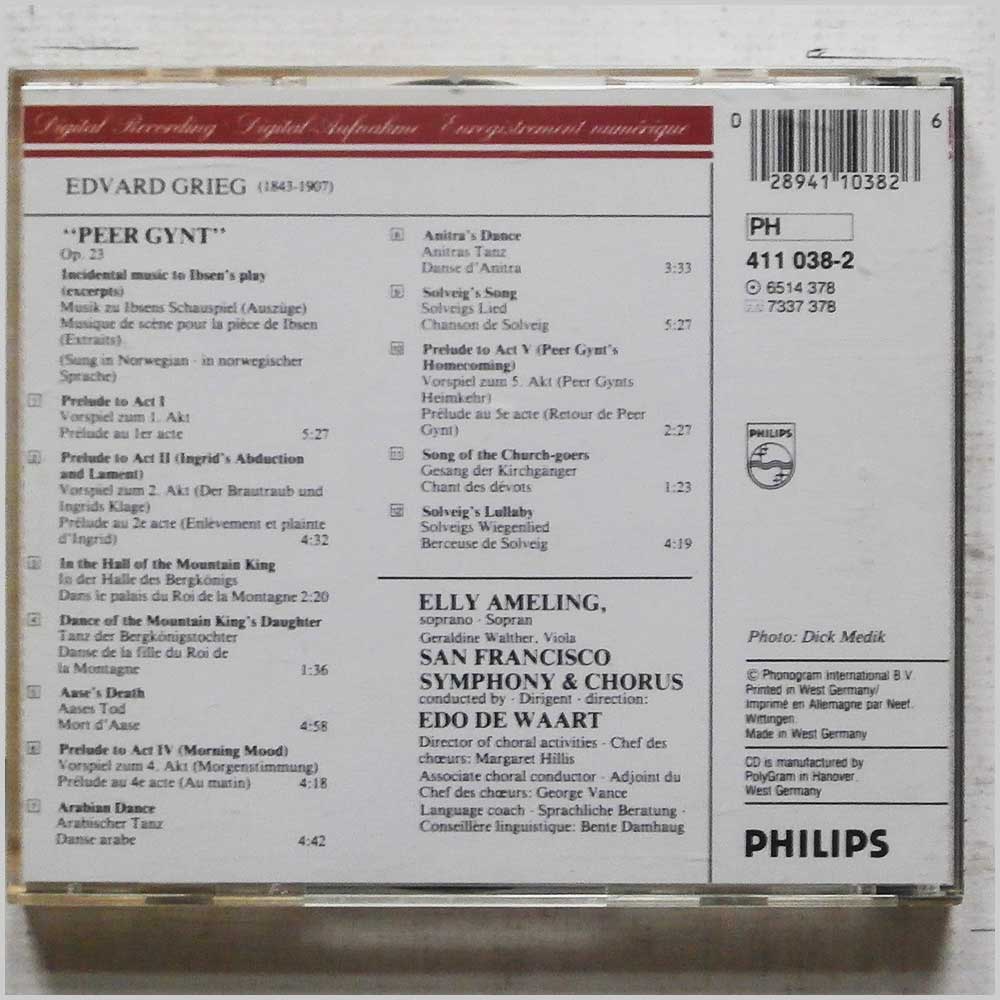 Digital Recording Digital-Aufnahme Enregistrement numérique
EDVARD GRIEG (1843-1907)
"PEER GYNT"
Op. 23
Incidental music to Ibsen's play
(excerpts)
Musik zu Ibsens Schauspiel (Auszüge)
Musique de scène pour la pièce de Ibsen
(Extraits)
(Sung in Norwegian · in norwegischer
Sprache)
1 Prelude to Act I
Vorspiel zum 1. Akt
Prélude au 1er acte 5:27
2 Prelude to Act II (Ingrid's Abduction
and Lament)
Vorspiel zum 2. Akt (Der Brautraub und
Ingrids Klage)
Prélude au 2e acte (Enlèvement et plainte
d'Ingrid) 4:32
3 In the Hall of the Mountain King
In der Halle des Bergkönigs
Dans le palais du Roi de la Montagne 2:20
4 Dance of the Mountain King's Daughter
Tanz der Bergkönigstochter
Danse de la fille du Roi de
la Montagne 1:36
5 Aase's Death
Aases Tod
Mort d'Aase 4:58
6 Prelude to Act IV (Morning Mood)
Vorspiel zum 4. Akt (Morgenstimmung)
Prélude au 4e acte (Au matin) 4:18
7 Arabian Dance
Arabischer Tanz
Danse arabe 4:42
8 Anitra's Dance
Anitras Tanz
Danse d'Anitra 3:33
9 Solveig's Song
Solveigs Lied
Chanson de Solveig 5:27
10 Prelude to Act V (Peer Gynt's
Homecoming)
Vorspiel zum 5. Akt (Peer Gynts
Heimkehr)
Prélude au 5e acte (Retour de Peer
Gynt) 2:27
11 Song of the Church-goers
Gesang der Kirchgänger
Chant des dévots 1:23
12 Solveig's Lullaby
Solveigs Wiegenlied
Berceuse de Solveig 4:19
ELLY AMELING,
soprano · Sopran
Geraldine Walther, Viola
SAN FRANCISCO
SYMPHONY & CHORUS
conducted by · Dirigent · direction:
EDO DE WAART
Director of choral activities · Chef des
chœurs: Margaret Hillis
Associate choral conductor · Adjoint du
Chef des chœurs: George Vance
Language coach · Sprachliche Beratung ·
Conseillère linguistique: Bente Damhaug
0 28941 10382 6
PH
411 038-2
6514 378
7337 378
PHILIPS
Photo: Dick Medik
© Phonogram International B.V.
Printed in West Germany/
Imprimé en Allemagne par Neef.
Wittingen.
Made in West Germany
CD is manufactured by
PolyGram in Hanover.
West Germany
PHILIPS